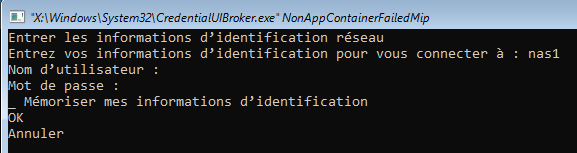 "X:\Windows\System32\CredentialUIBroker.exe" NonAppContainerFailedMip
Entrer les informations d’identification réseau
Entrez vos informations d’identification pour vous connecter à : nas1
Nom d’utilisateur :
Mot de passe :
_ Mémoriser mes informations d’identification
OK
Annuler